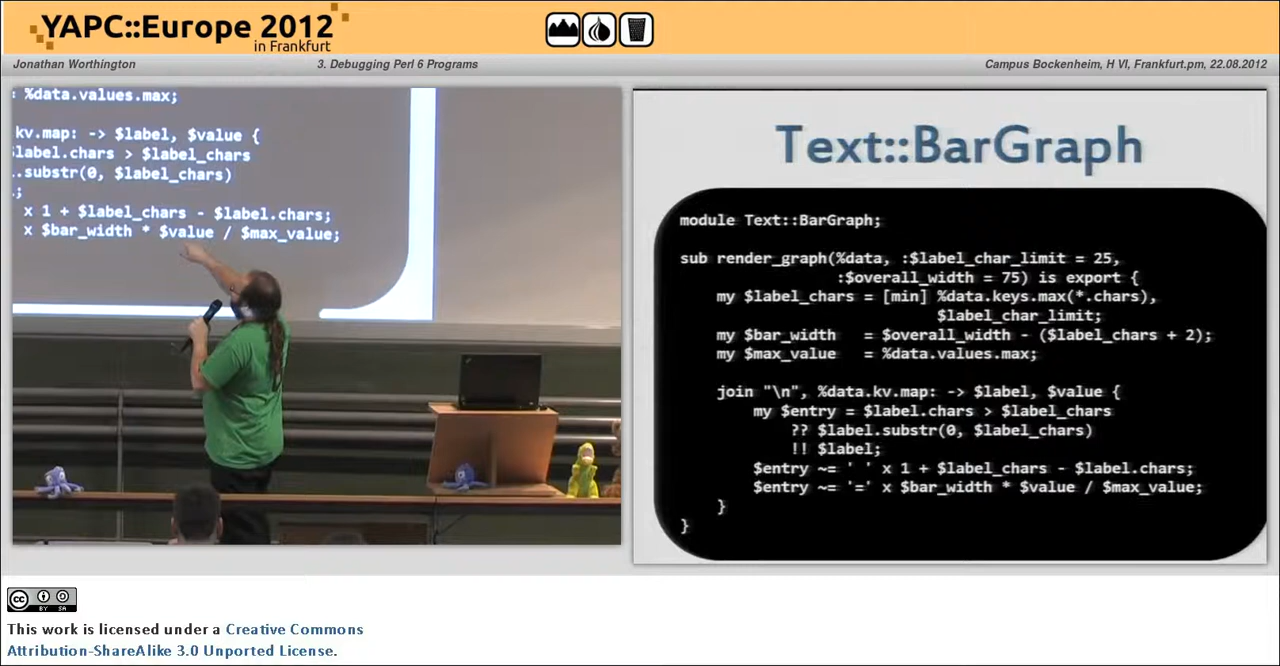 YAPC::Europe 2012
in Frankfurt
Jonathan Worthington 3. Debugging Perl 6 Programs Campus Bockenheim, H VI, Frankfurt.pm, 22.08.2012
: %data.values.max;
kv.map: -> $label, $value {
label.chars > $label_chars
.substr(0, $label_chars)
;
x 1 + $label_chars - $label.chars;
x $bar_width * $value / $max_value;
Text::BarGraph
module Text::BarGraph;
sub render_graph(%data, :$label_char_limit = 25,
:$overall_width = 75) is export {
my $label_chars = [min] %data.keys.max(*.chars),
$label_char_limit;
my $bar_width = $overall_width - ($label_chars + 2);
my $max_value = %data.values.max;
join "\n", %data.kv.map: -> $label, $value {
my $entry = $label.chars > $label_chars
?? $label.substr(0, $label_chars)
!! $label;
$entry ~= ' ' x 1 + $label_chars - $label.chars;
$entry ~= '=' x $bar_width * $value / $max_value;
}
}
cc BY SA
This work is licensed under a Creative Commons
Attribution-ShareAlike 3.0 Unported License.